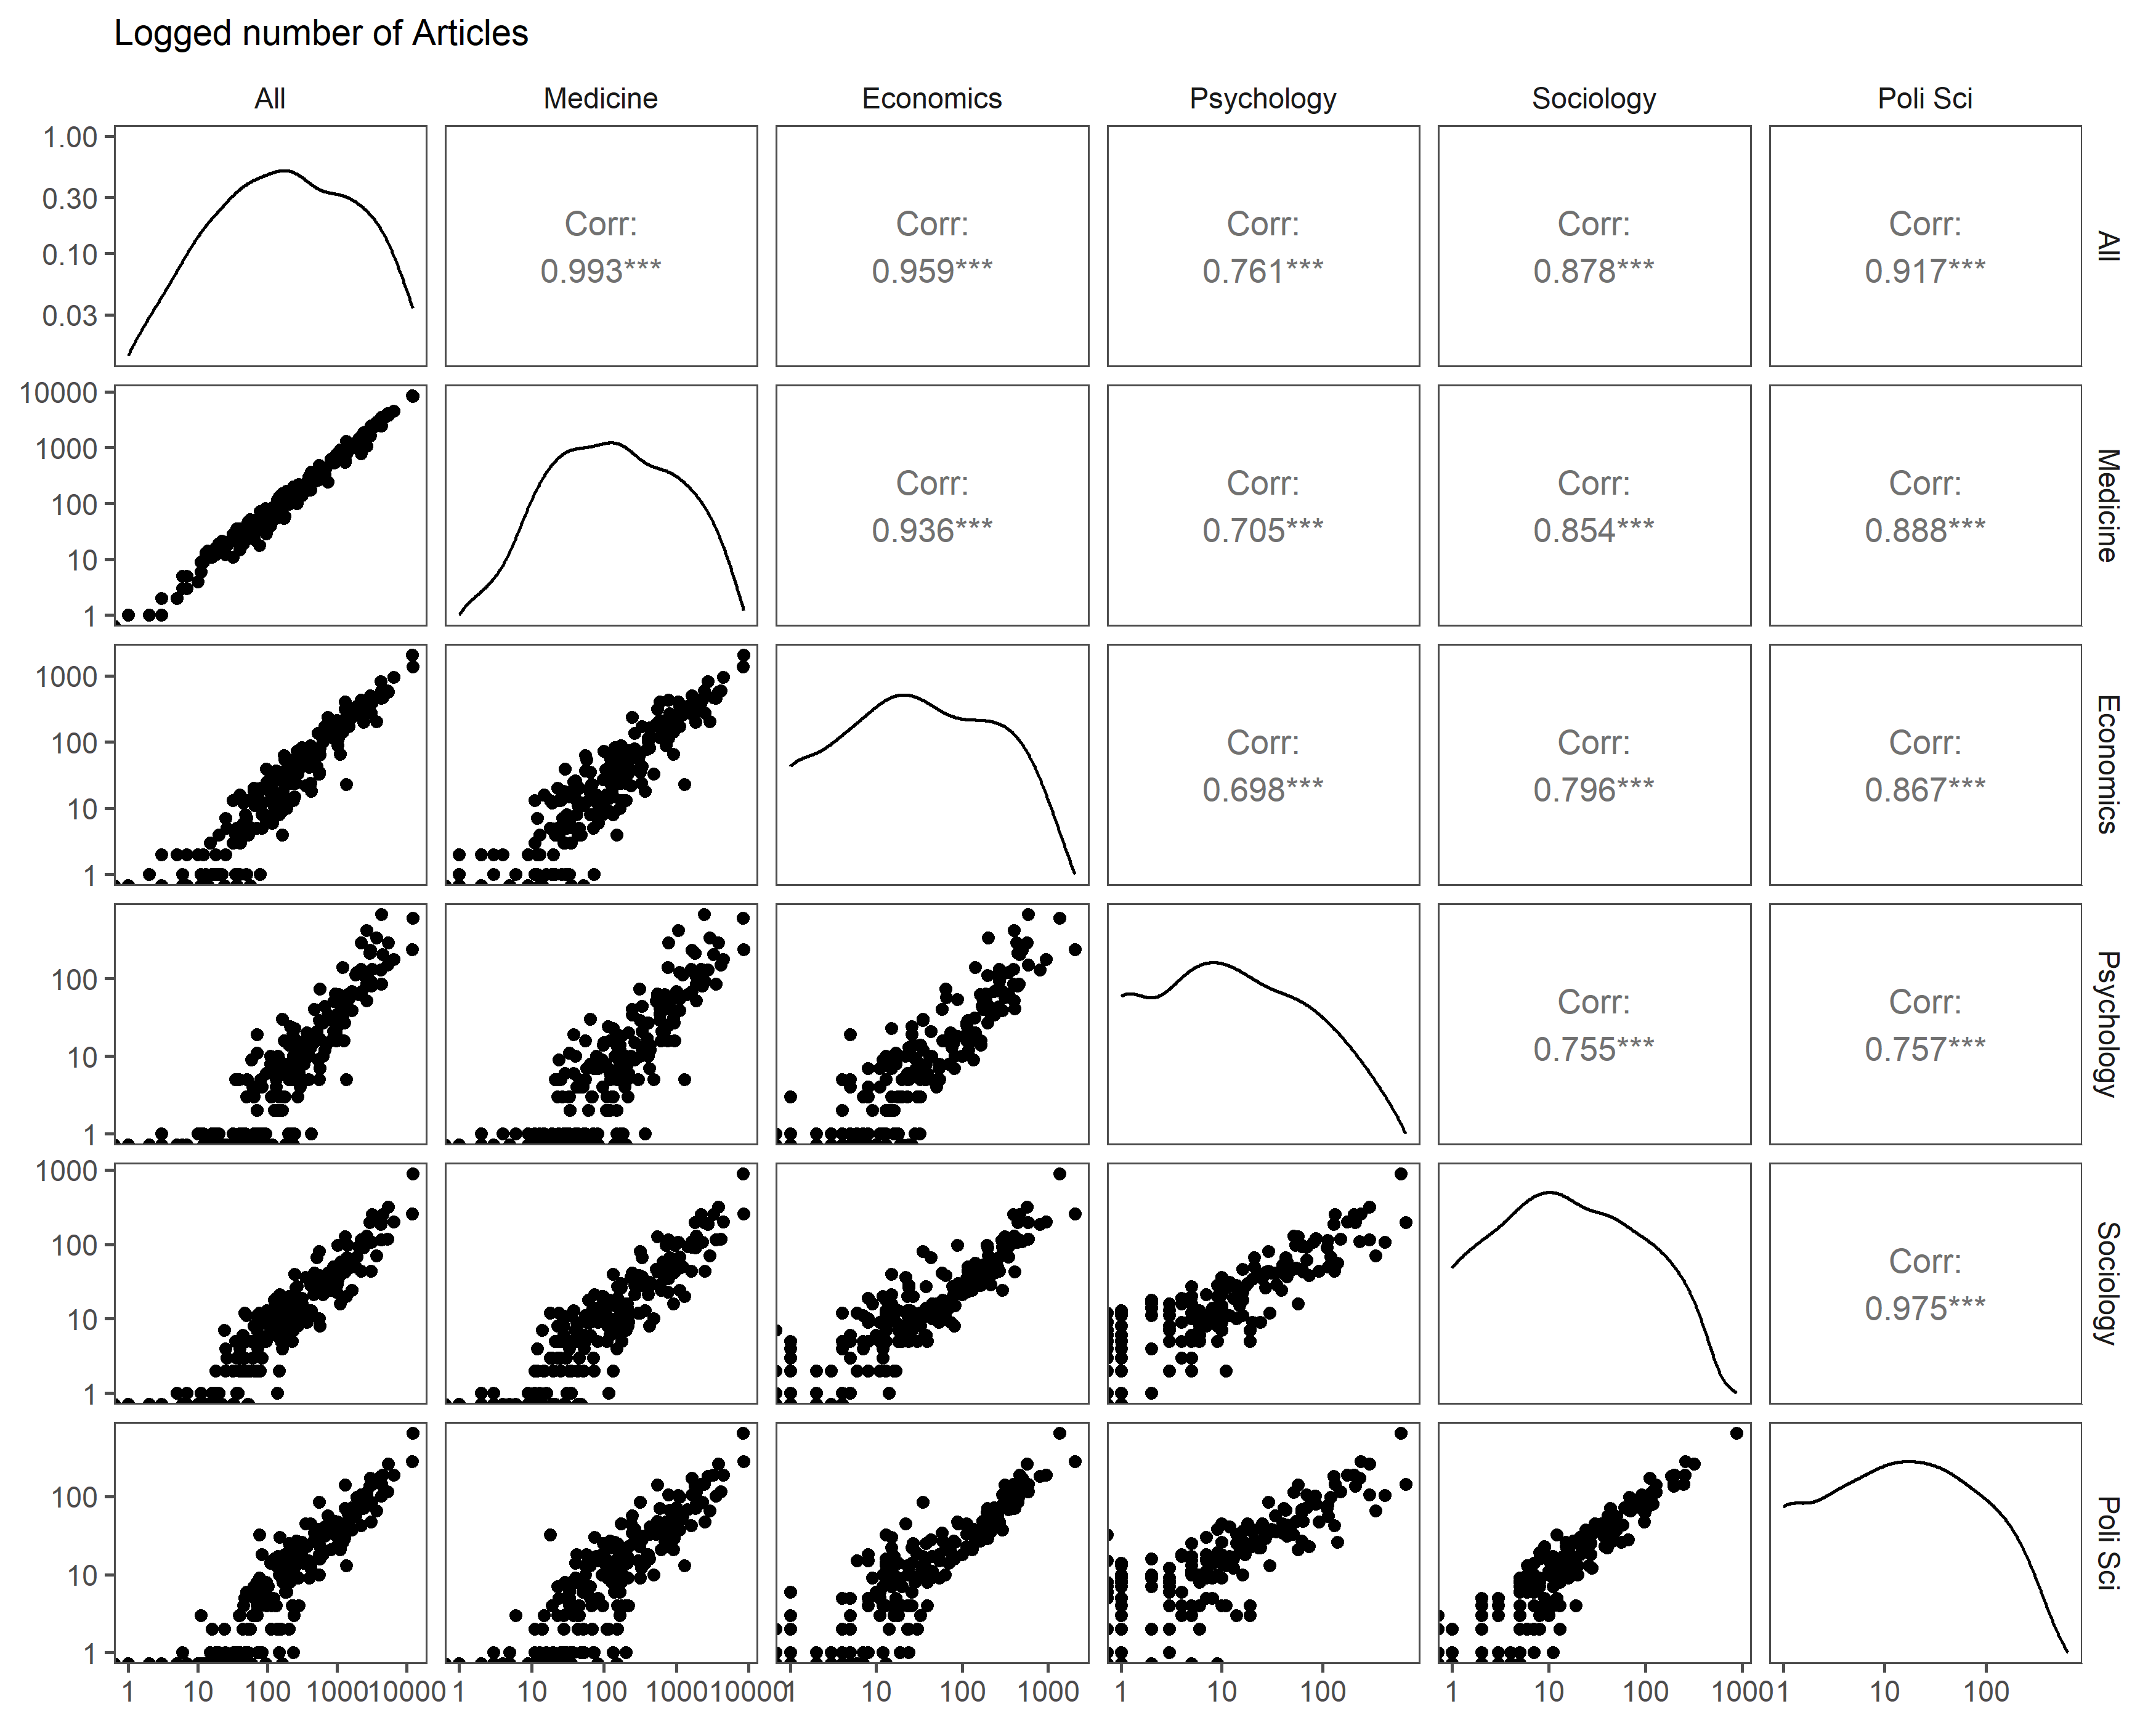 Logged number of Articles
All Medicine Economics Psychology Sociology Poli Sci
1.00
0.30
0.10
0.03
Corr: Corr: Corr: Corr: Corr:
0.993*** 0.959*** 0.761*** 0.878*** 0.917***
All
10000
1000
100
10
1
Corr: Corr: Corr: Corr:
0.936*** 0.705*** 0.854*** 0.888***
Medicine
1000
100
10
1
Corr: Corr: Corr:
0.698*** 0.796*** 0.867***
Economics
100
10
1
Corr: Corr:
0.755*** 0.757***
Psychology
1000
100
10
1
Corr:
0.975***
Sociology
100
10
1
Poli Sci
1 10 100 1000 10000 1 10 100 1000 10000 1 10 100 1000 1 10 100 1 10 100 1000 1 10 100